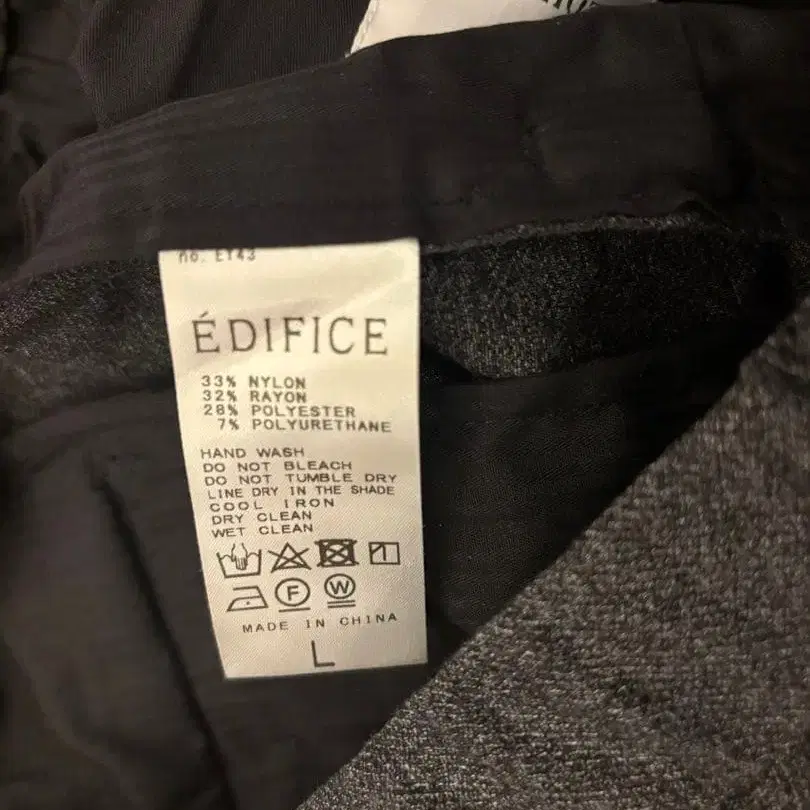 no. EY43
ÉDIFICE
33% NYLON
32% RAYON
28% POLYESTER
7% POLYURETHANE
HAND WASH
DO NOT BLEACH
DO NOT TUMBLE DRY
LINE DRY IN THE SHADE
COOL IRON
DRY CLEAN
WET CLEAN
F W
MADE IN CHINA
L